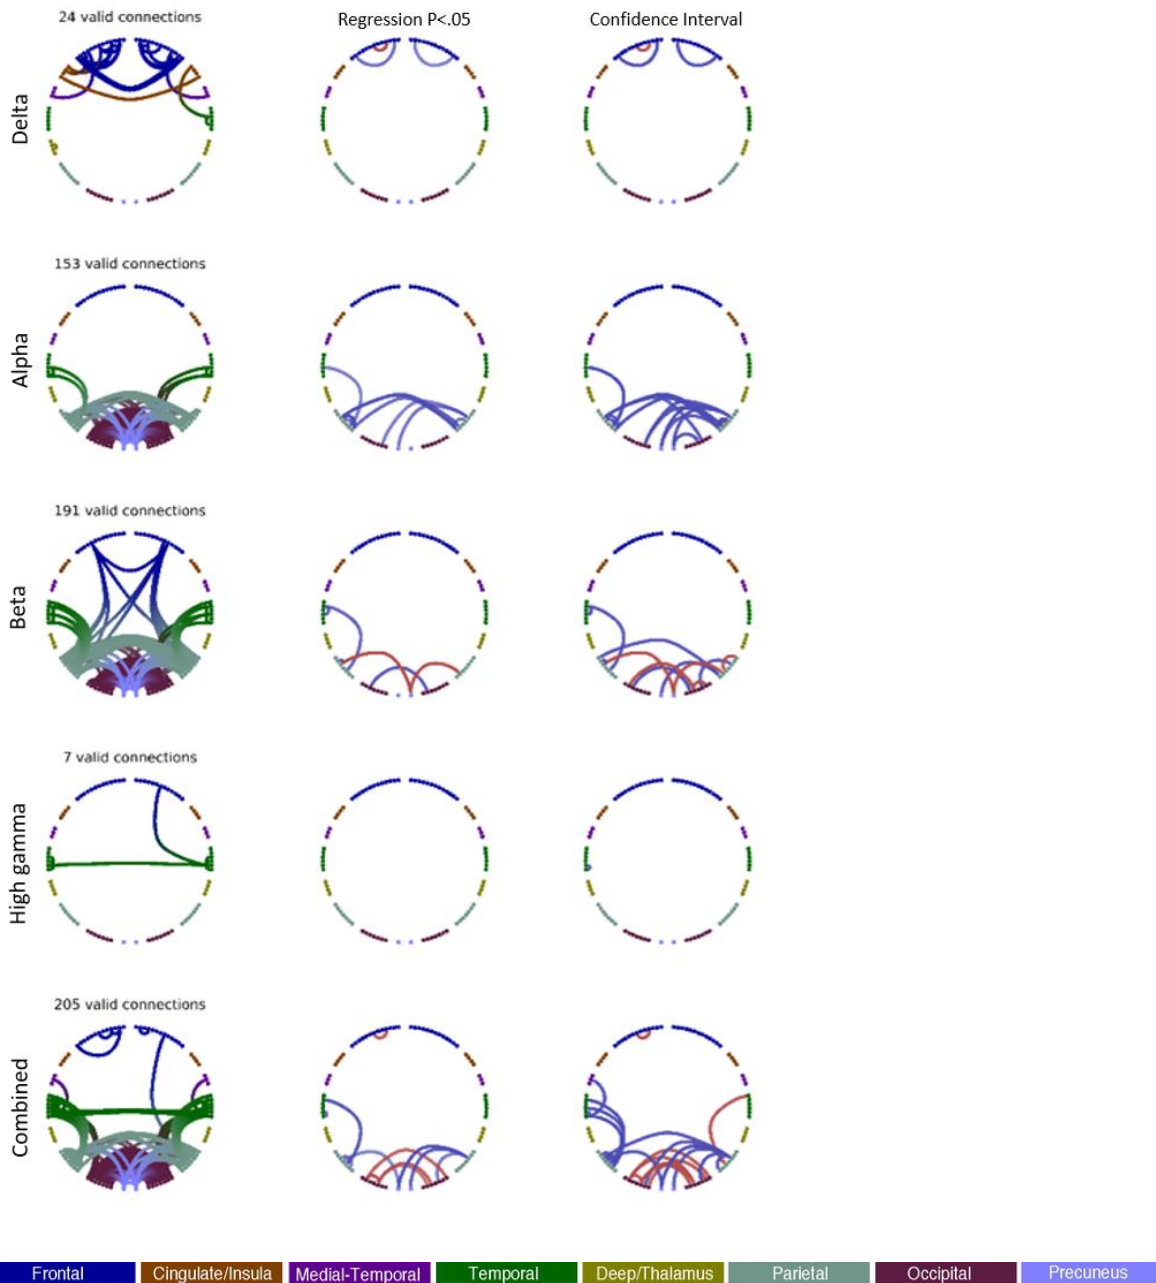 24 valid connections
Regression P<.05
Confidence Interval
Delta
153 valid connections
Alpha
191 valid connections
Beta
7 valid connections
High gamma
205 valid connections
Combined
Frontal
Cingulate/Insula
Medial-Temporal
Temporal
Deep/Thalamus
Parietal
Occipital
Precuneus